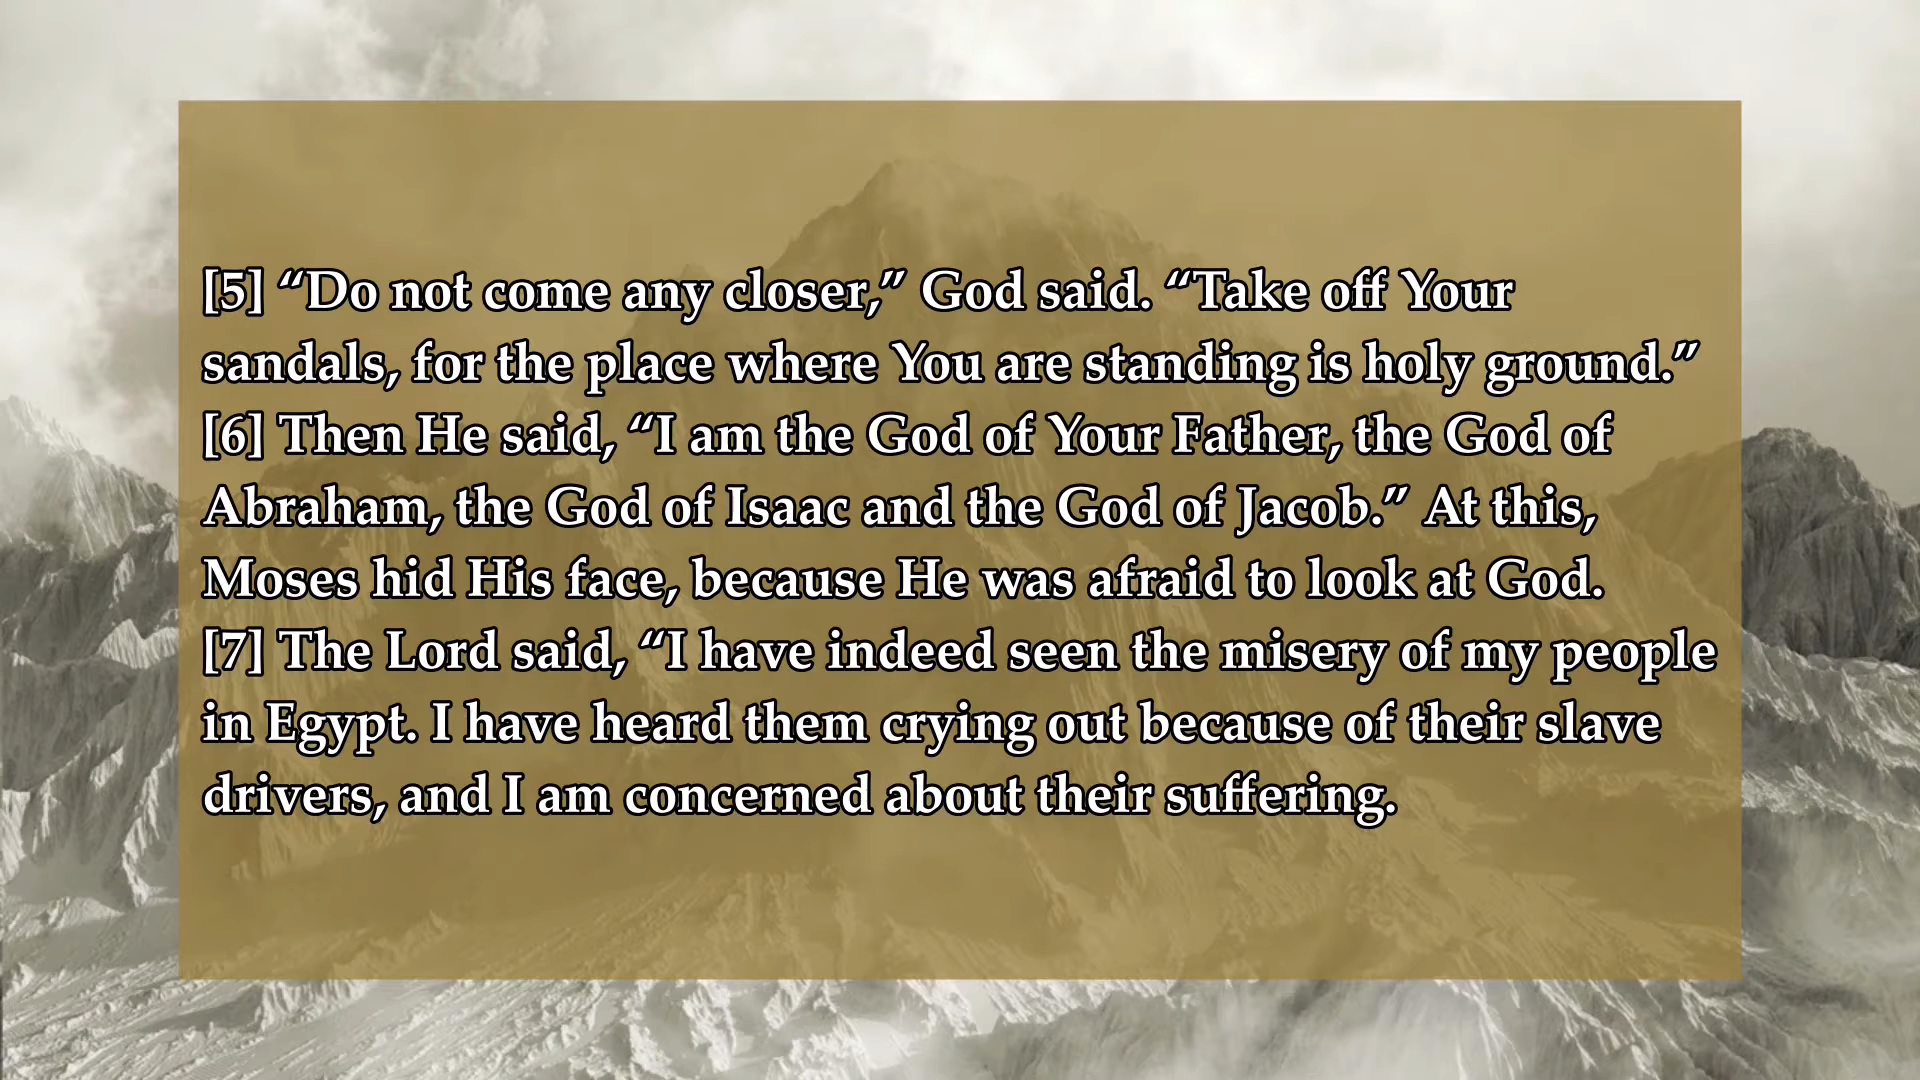 [5] “Do not come any closer,” God said. “Take off Your
sandals, for the place where You are standing is holy ground.”
[6] Then He said, “I am the God of Your Father, the God of
Abraham, the God of Isaac and the God of Jacob.” At this,
Moses hid His face, because He was afraid to look at God.
[7] The Lord said, “I have indeed seen the misery of my people
in Egypt. I have heard them crying out because of their slave
drivers, and I am concerned about their suffering.